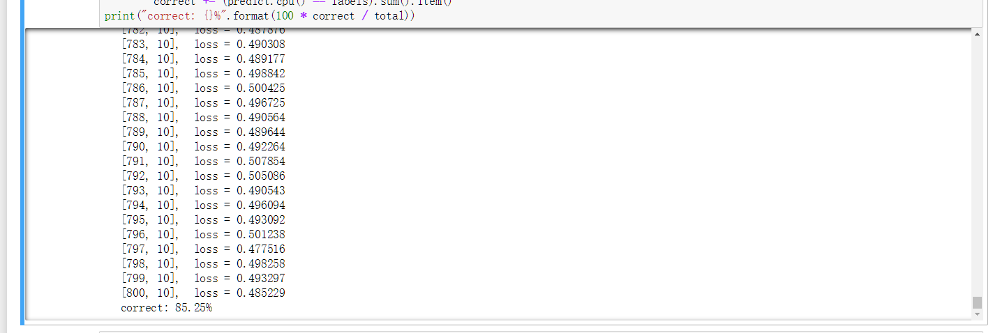 correct += (predict.cpu() == labels).sum().item()
print("correct: {}%".format(100 * correct / total))
[782, 10],  loss = 0.487876
[783, 10],  loss = 0.490308
[784, 10],  loss = 0.489177
[785, 10],  loss = 0.498842
[786, 10],  loss = 0.500425
[787, 10],  loss = 0.496725
[788, 10],  loss = 0.490564
[789, 10],  loss = 0.489644
[790, 10],  loss = 0.492264
[791, 10],  loss = 0.507854
[792, 10],  loss = 0.505086
[793, 10],  loss = 0.490543
[794, 10],  loss = 0.496094
[795, 10],  loss = 0.493092
[796, 10],  loss = 0.501238
[797, 10],  loss = 0.477516
[798, 10],  loss = 0.498258
[799, 10],  loss = 0.493297
[800, 10],  loss = 0.485229
correct: 85.25%